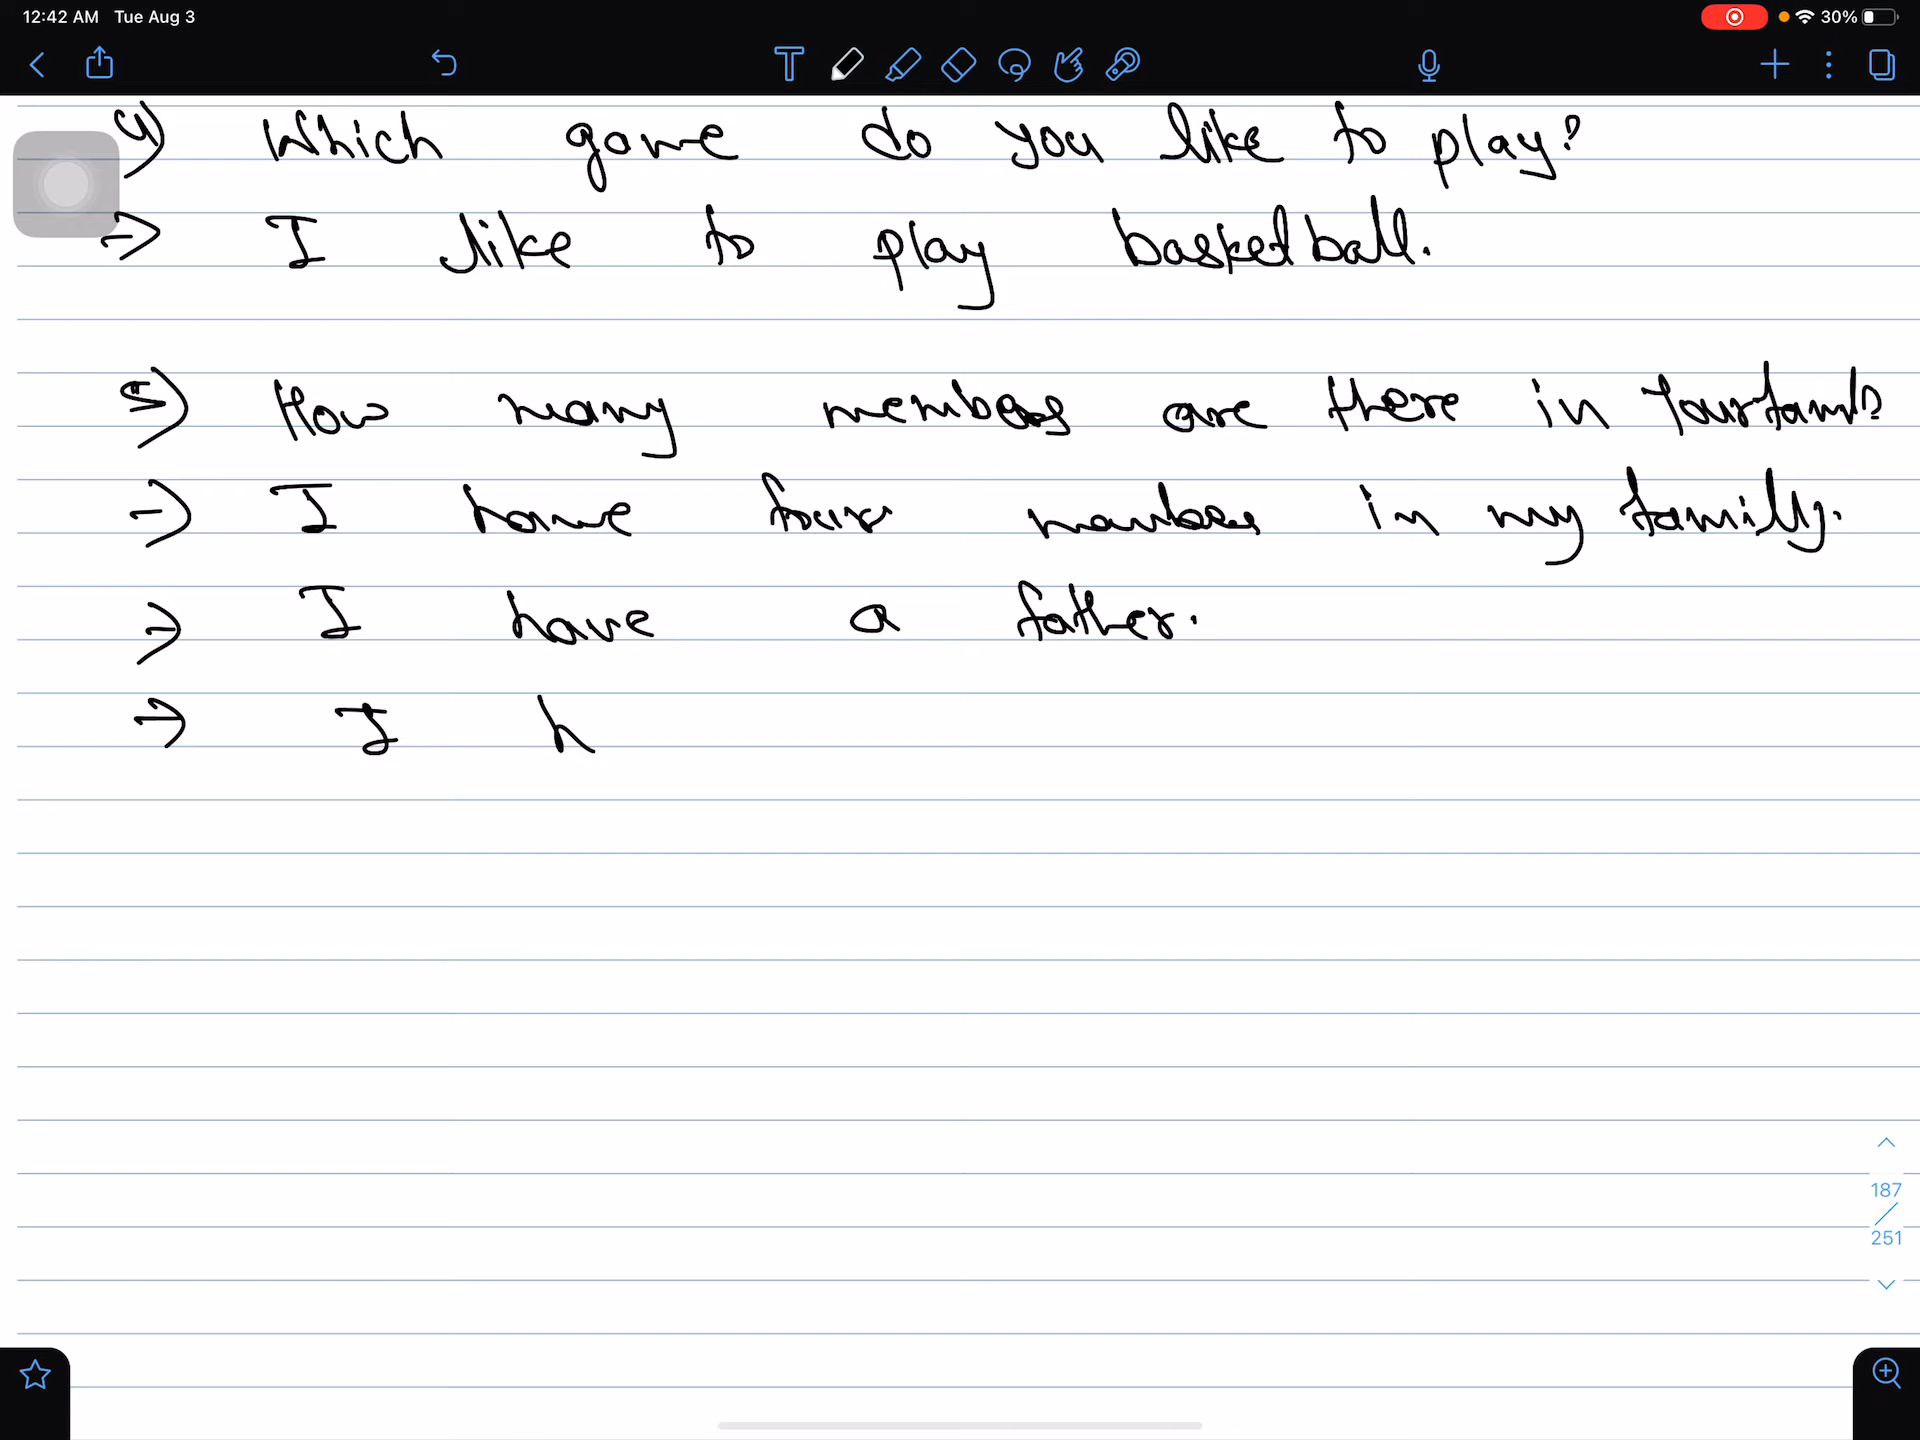 12:42 AM Tue Aug 3 30%
4) Which game do you like to play?
→ I like to play basketball.
5) How many members are there in your family?
→ I have four members in my family.
→ I have a father.
→ I h
187
251